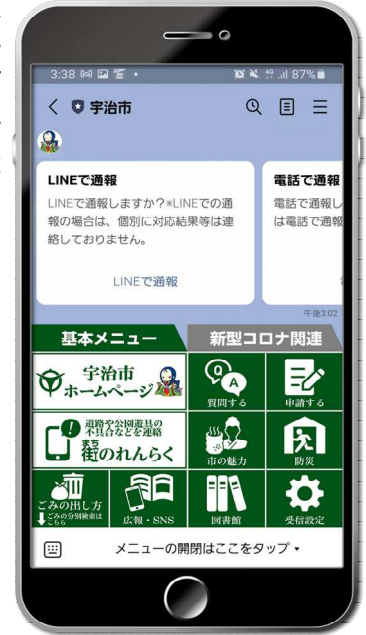 3:38
87%
宇治市
LINEで通報
LINEで通報しますか？※LINEでの通
報の場合は、個別に対応結
果等は連
絡しておりません。
LINEで通報
電話で通報
電話で通報し
は電話で通報
午後3:02
基本メニュー
新型コロナ関連
宇治市
ホームページ
Q
A
質問する
申請する
道路や公園遊具の
不具合などを連絡
まち
街のれんらく
市の魅力
防災
ごみの出し方
ごみの分別検索は
こちら
広報・SNS
図書館
受信設定
メニューの開閉はここをタップ▾